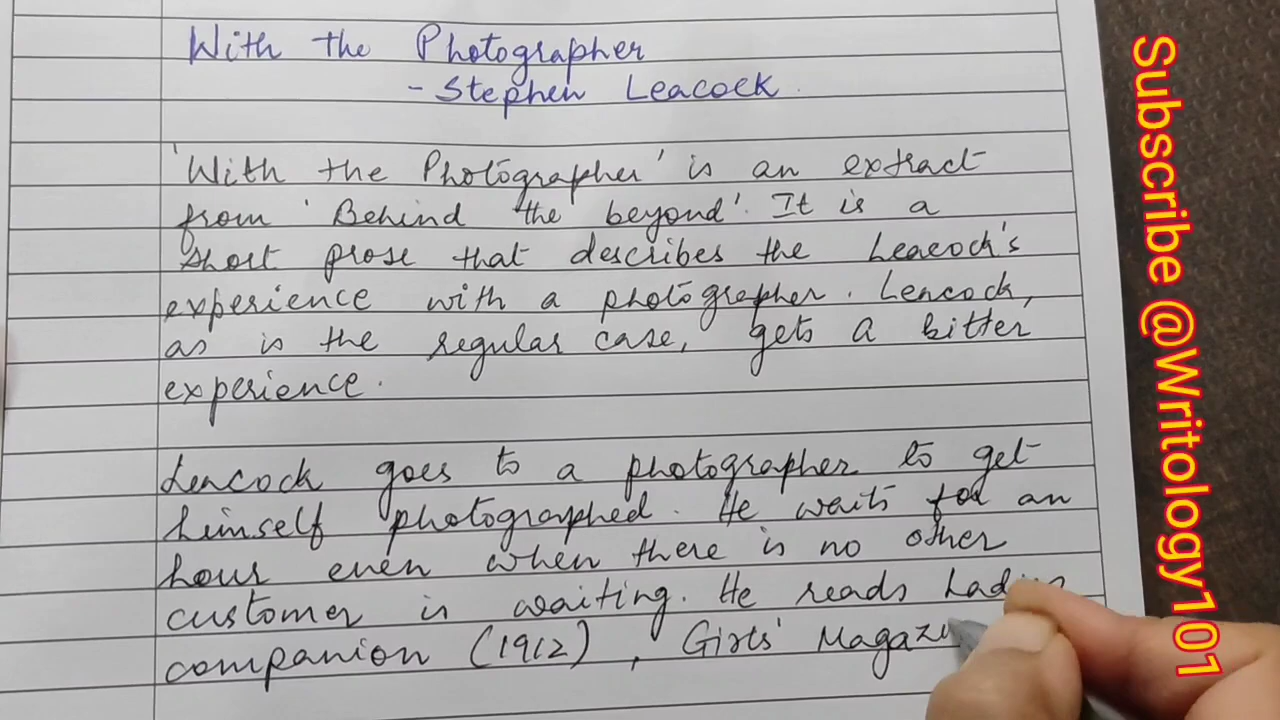 With the Photographer
- Stephen Leacock
'With the Photographer' is an extract
from 'Behind the beyond'. It is a
short prose that describes the Leacock's
experience with a photographer. Leacock,
as is the regular case, gets a bitter
experience.
Leacock goes to a photographer to get
himself photographed. He waits for an
hour even when there is no other
customer is waiting. He reads
companion (1912), Girls'
Subscribe @Writology101